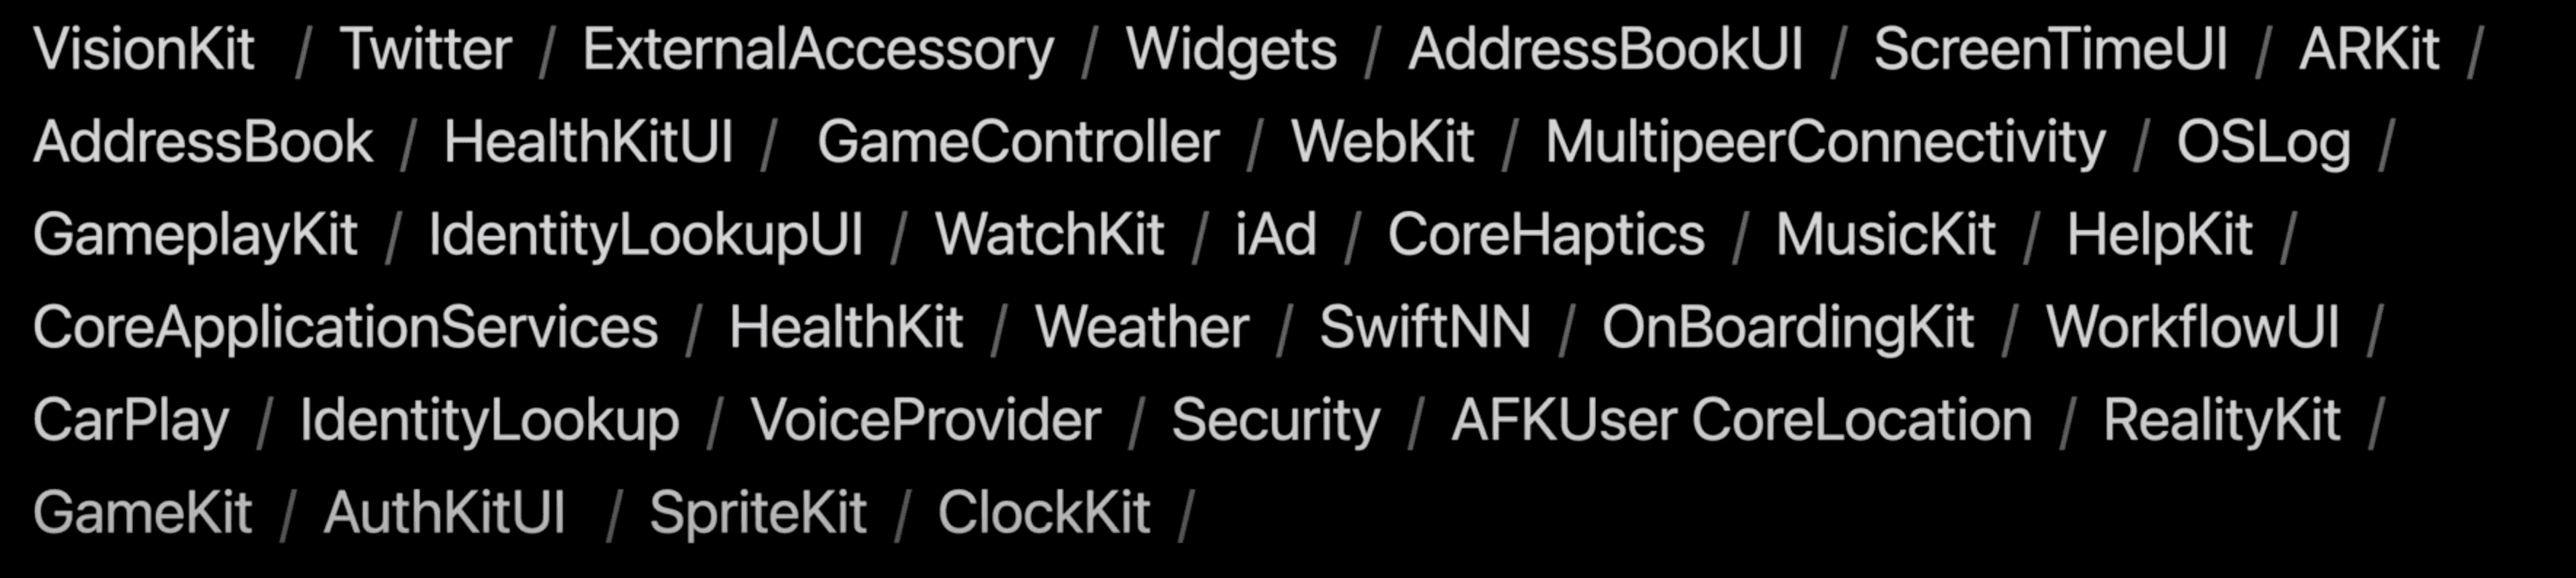 VisionKit / Twitter / ExternalAccessory / Widgets / AddressBookUI / ScreenTimeUI / ARKit /
AddressBook / HealthKitUI / GameController / WebKit / MultipeerConnectivity / OSLog /
GameplayKit / IdentityLookupUI / WatchKit / iAd / CoreHaptics / MusicKit / HelpKit /
CoreApplicationServices / HealthKit / Weather / SwiftNN / OnBoardingKit / WorkflowUI /
CarPlay / IdentityLookup / VoiceProvider / Security / AFKUser CoreLocation / RealityKit /
GameKit / AuthKitUI / SpriteKit / ClockKit /